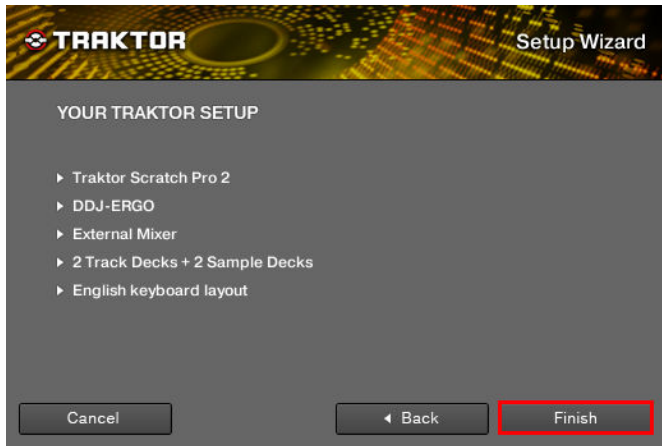 TRAKTOR
Setup Wizard
YOUR TRAKTOR SETUP
Traktor Scratch Pro 2
DDJ-ERGO
External Mixer
2 Track Decks + 2 Sample Decks
English keyboard layout
Cancel
Back
Finish